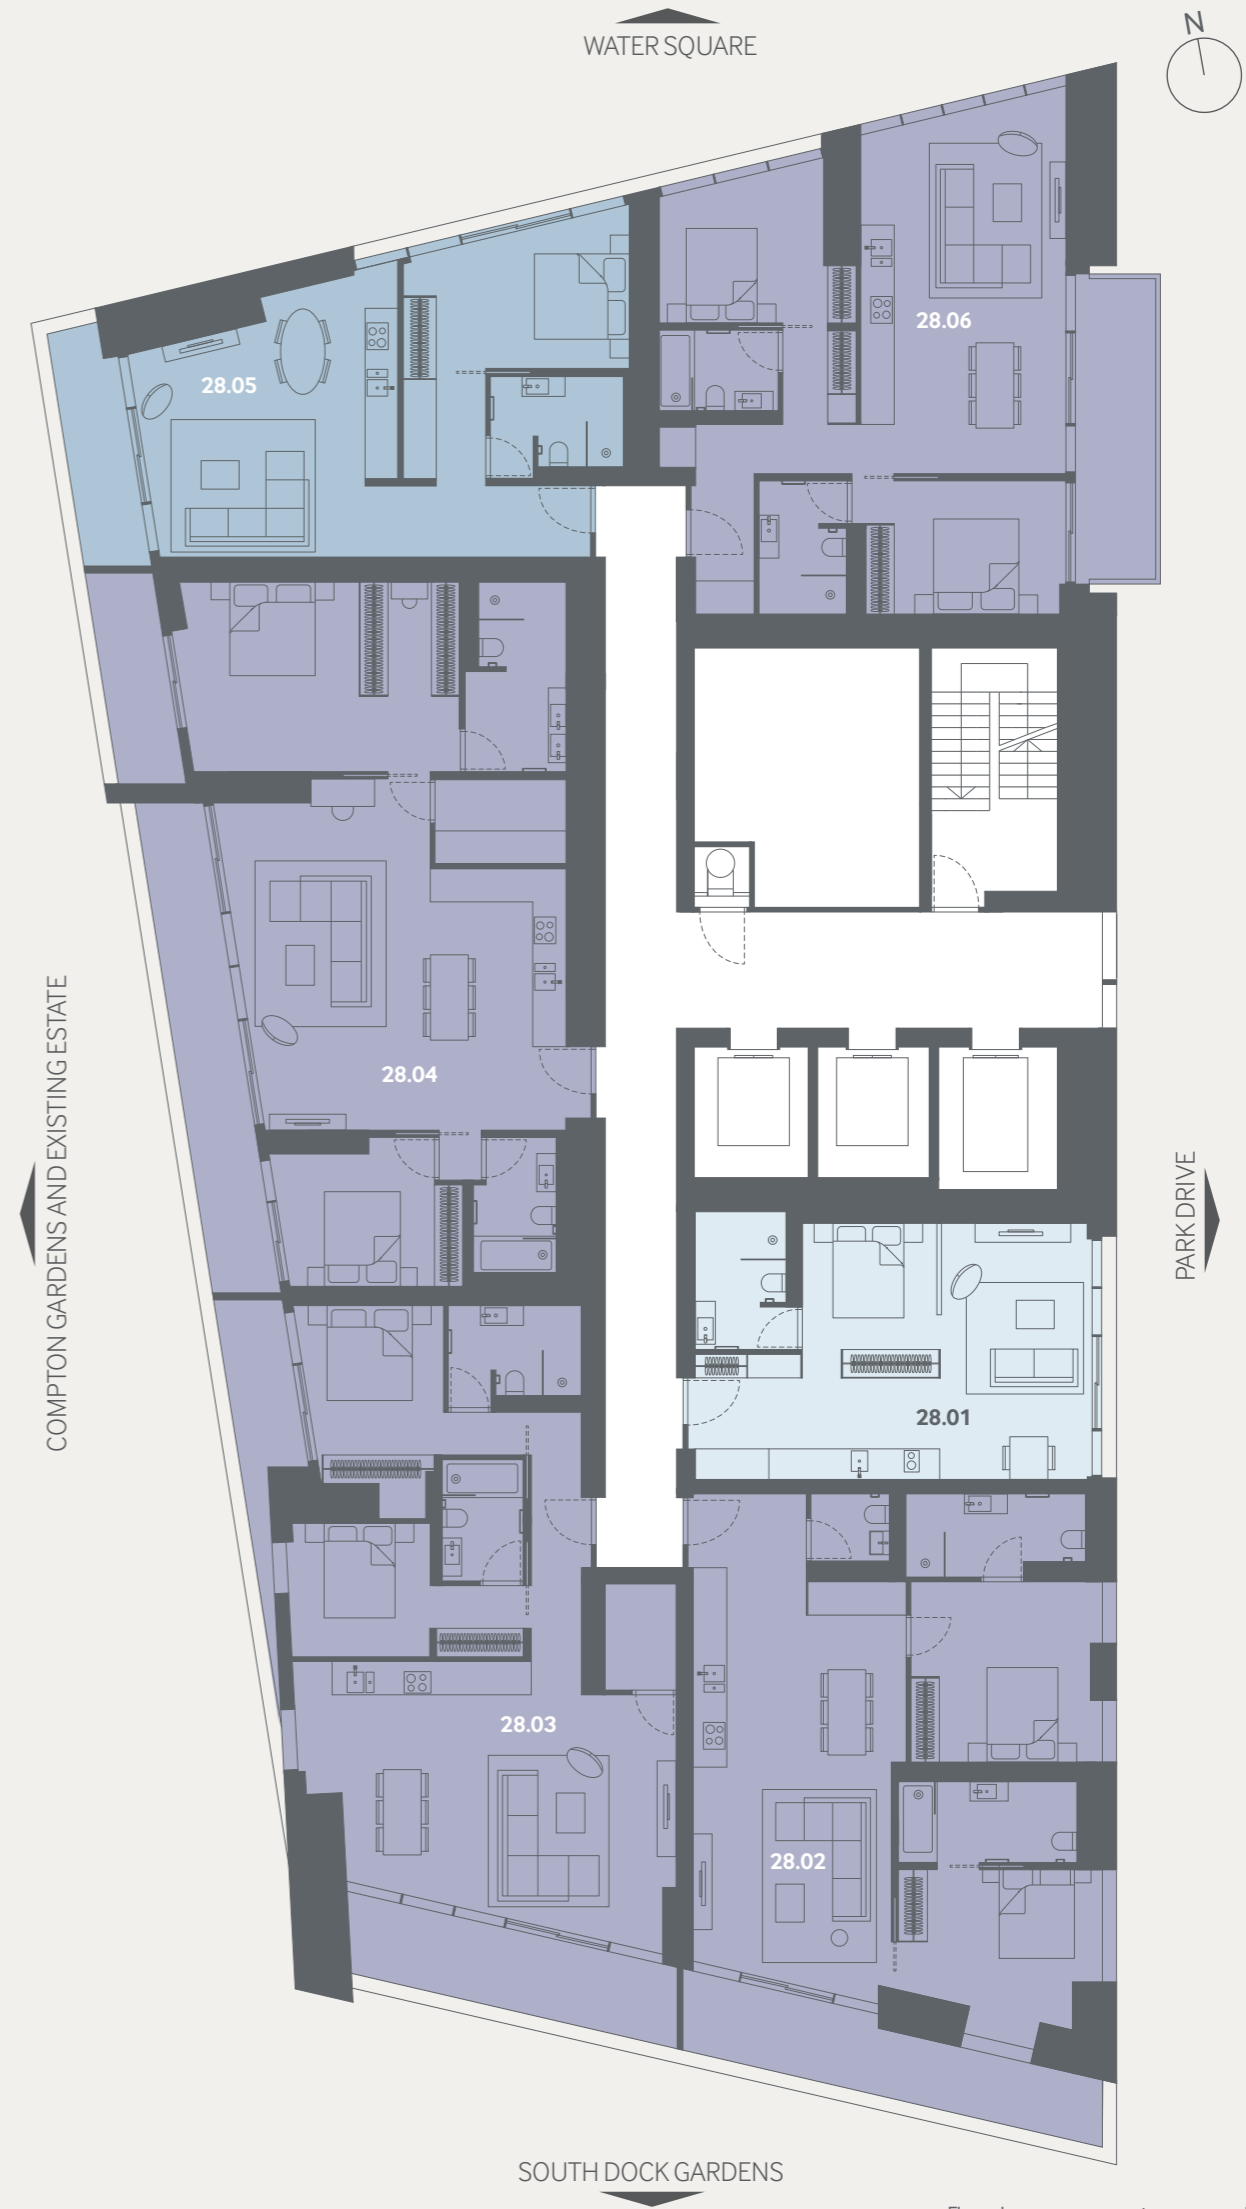 WATER SQUARE
N
28.06
28.05
28.04
COMPTON GARDENS AND EXISTING ESTATE
PARK DRIVE
28.01
28.03
28.02
SOUTH DOCK GARDENS